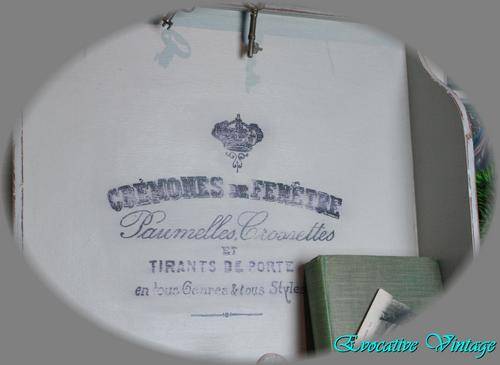 CRÉMONES DE FENÊTRE
Paumelles, Crossettes
ET
TIRANTS DE PORTE
en tous Genres & tous Styles
Evocative Vintage